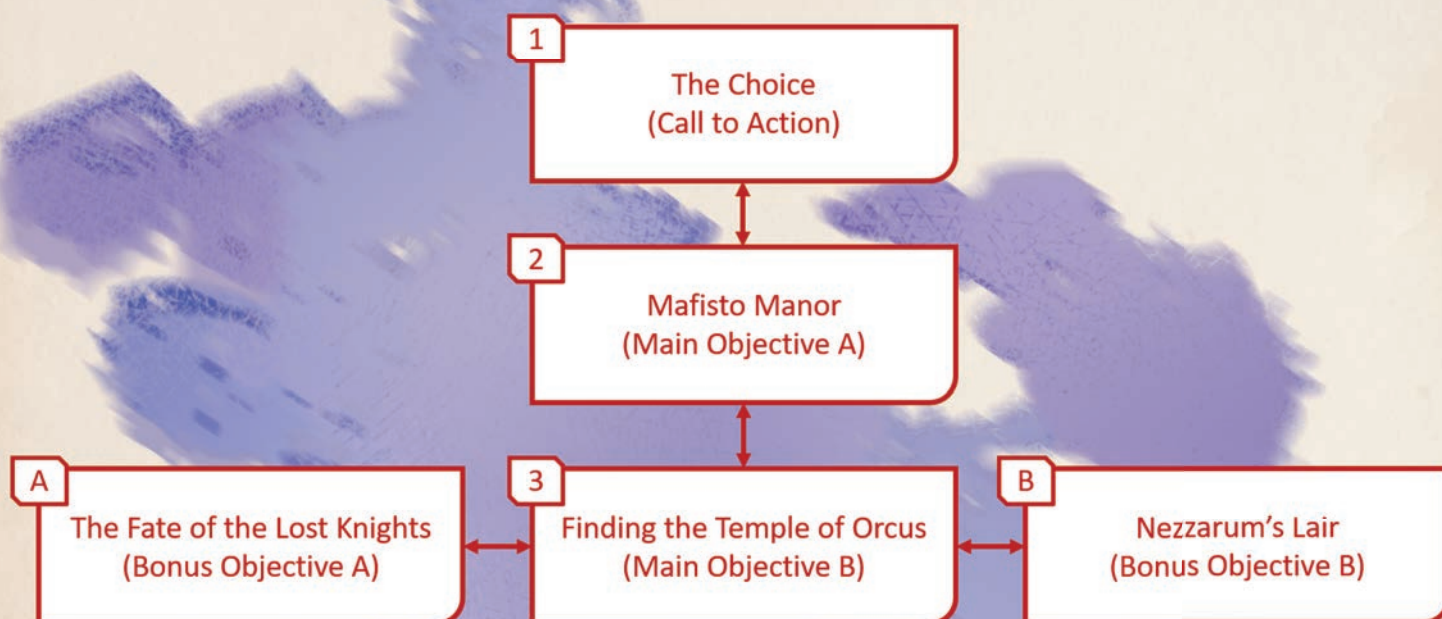 1
The Choice
(Call to Action)
2
Mafisto Manor
(Main Objective A)
A
The Fate of the Lost Knights
(Bonus Objective A)
3
Finding the Temple of Orcus
(Main Objective B)
B
Nezzarum’s Lair
(Bonus Objective B)